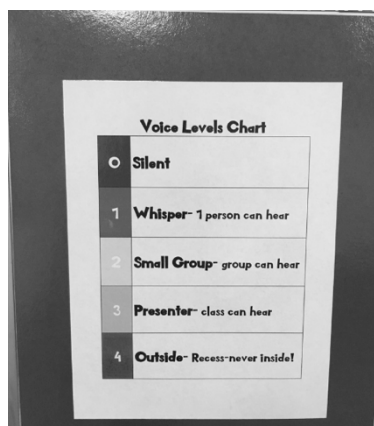 Voice Levels Chart
0 Silent
1 Whisper- 1 person can hear
2 Small Group- group can hear
3 Presenter- class can hear
4 Outside- Recess-never inside!